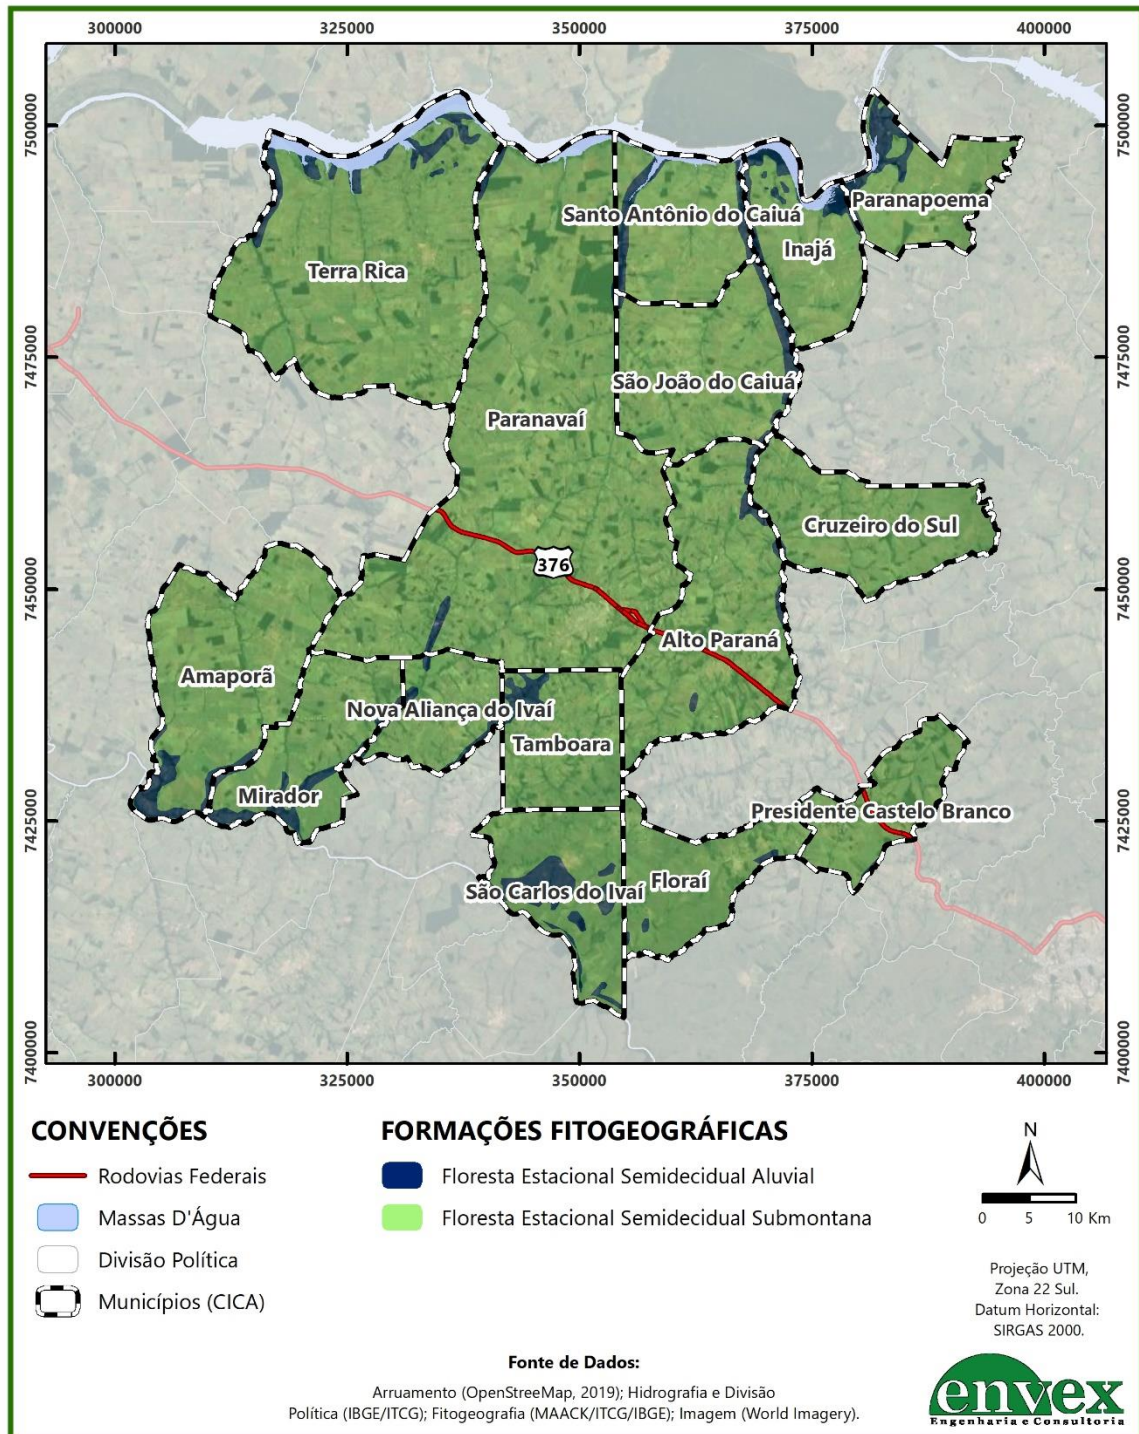 300000 325000 350000 375000 400000
7500000
7500000
Paranapoema
Santo Antônio do Caiuá
Inajá
Terra Rica
7475000
7475000
São João do Caiuá
Paranavaí
Cruzeiro do Sul
376
7450000
7450000
Alto Paraná
Amaporã
Nova Aliança do Ivaí
Tamboara
Mirador
Presidente Castelo Branco
7425000
7425000
Floraí
São Carlos do Ivaí
7400000
7400000
300000 325000 350000 375000 400000
CONVENÇÕES
Rodovias Federais
Massas D'Água
Divisão Política
Municípios (CICA)
FORMAÇÕES FITOGEOGRÁFICAS
Floresta Estacional Semidecidual Aluvial
Floresta Estacional Semidecidual Submontana
N
0 5 10 Km
Projeção UTM,
Zona 22 Sul.
Datum Horizontal:
SIRGAS 2000.
Fonte de Dados:
Arruamento (OpenStreeMap, 2019); Hidrografia e Divisão
Política (IBGE/ITCG); Fitogeografia (MAACK/ITCG/IBGE); Imagem (World Imagery).
envex
Engenharia e Consultoria